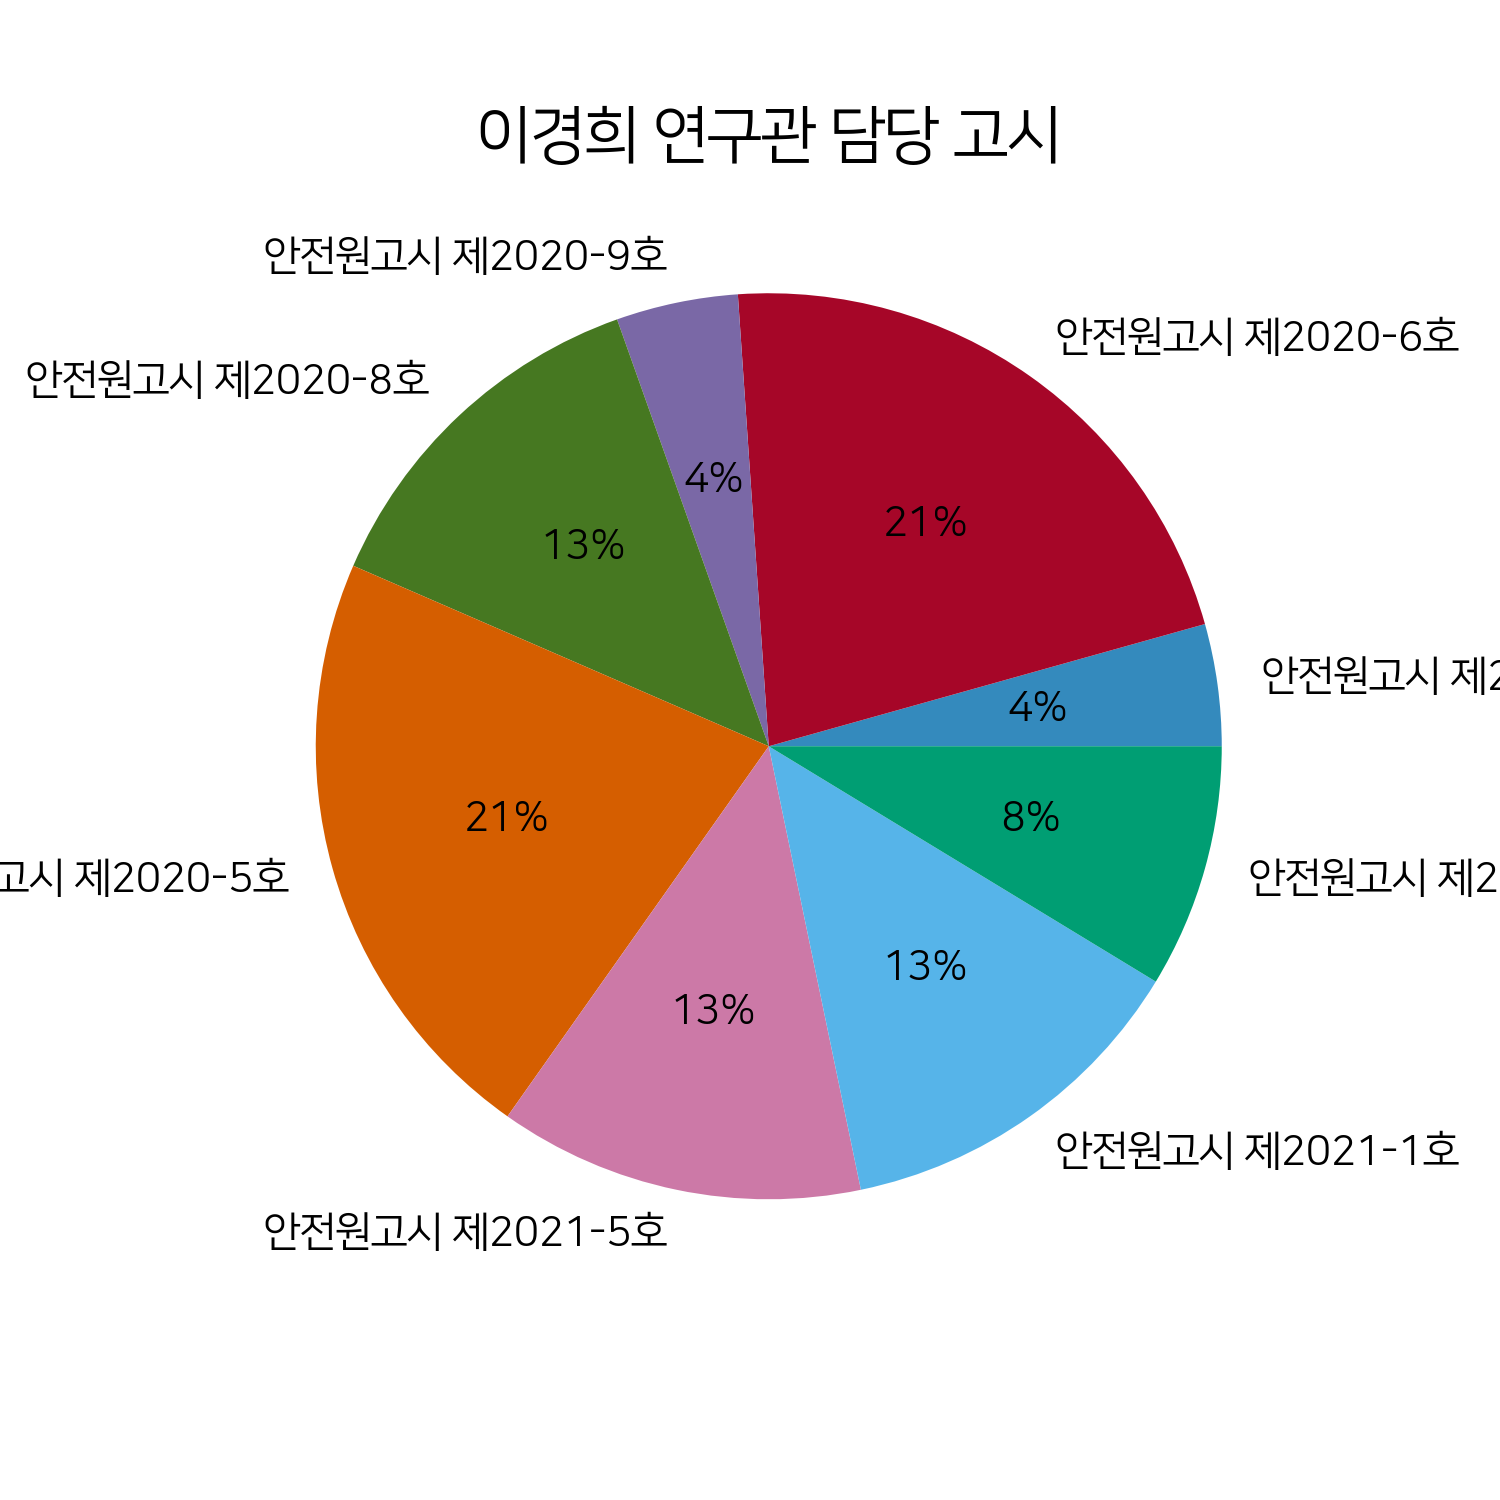 이경희 연구관 담당 고시
안전원고시 제2020-9호
안전원고시 제2020-6호
안전원고시 제2020-8호
4%
21%
13%
안전원고시
4%
21%
8%
고시 제2020-5호
안전원고시
13%
13%
안전원고시 제2021-1호
안전원고시 제2021-5호